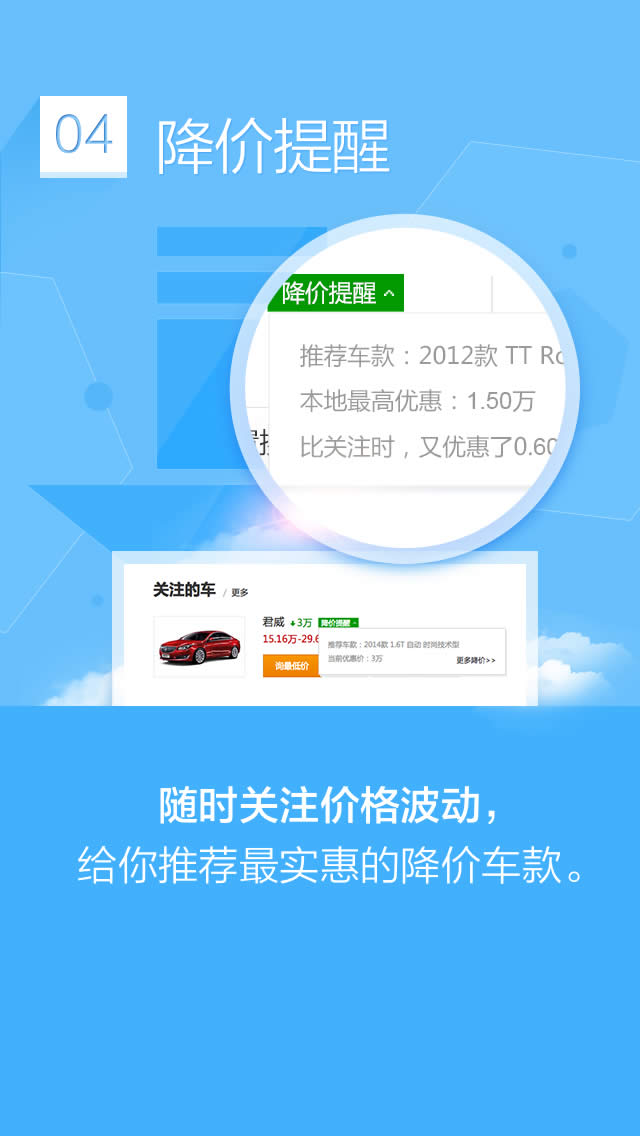 04
降价提醒
降价提醒
推荐车款：2012款 TT Ro
本地最高优惠：1.50万
比关注时，又优惠了0.60
关注的车 / 更多
君威 3万 降价提醒
15.16万-29.6
推荐车款：2014款 1.6T 自动 时尚技术型
当前优惠价：3万
更多降价>>
询最低价
随时关注价格波动，
给你推荐最实惠的降价车款。